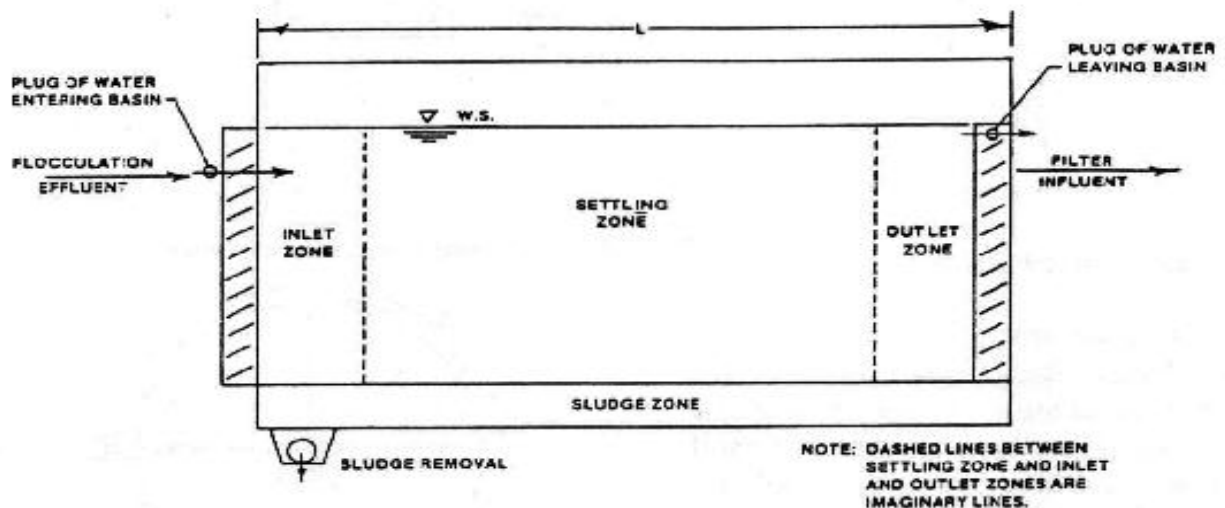 L
PLUG OF WATER
ENTERING BASIN
PLUG OF WATER
LEAVING BASIN
W.S.
FLOCCULATION
EFFLUENT
FILTER
INFLUENT
INLET
ZONE
SETTLING
ZONE
OUTLET
ZONE
SLUDGE ZONE
SLUDGE REMOVAL
NOTE: DASHED LINES BETWEEN
SETTLING ZONE AND INLET
AND OUTLET ZONES ARE
IMAGINARY LINES.